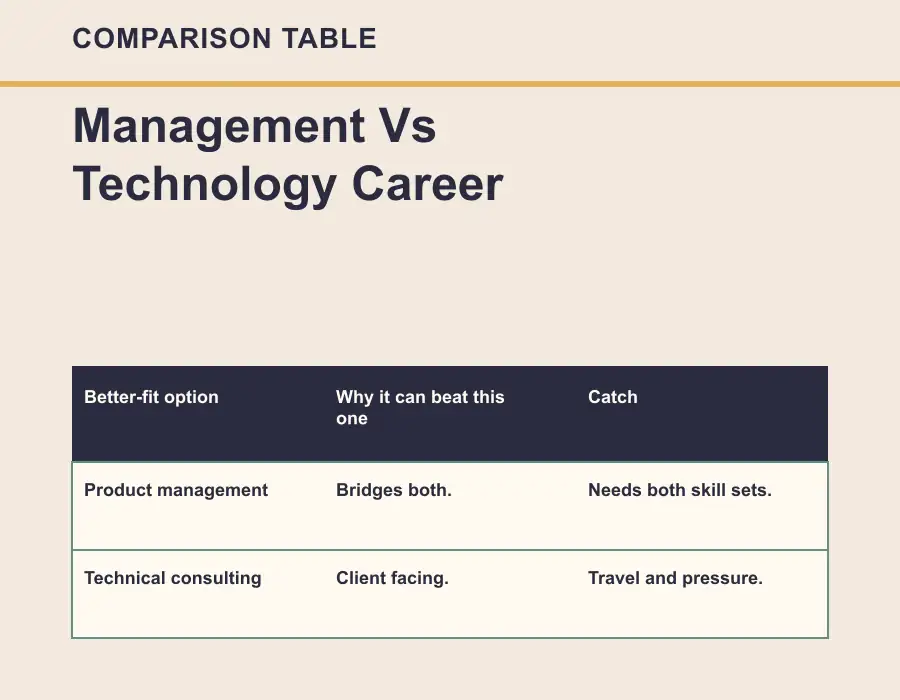 COMPARISON TABLE
Management Vs
Technology Career
Better-fit option
Why it can beat this
one
Catch
Product management
Bridges both.
Needs both skill sets.
Technical consulting
Client facing.
Travel and pressure.